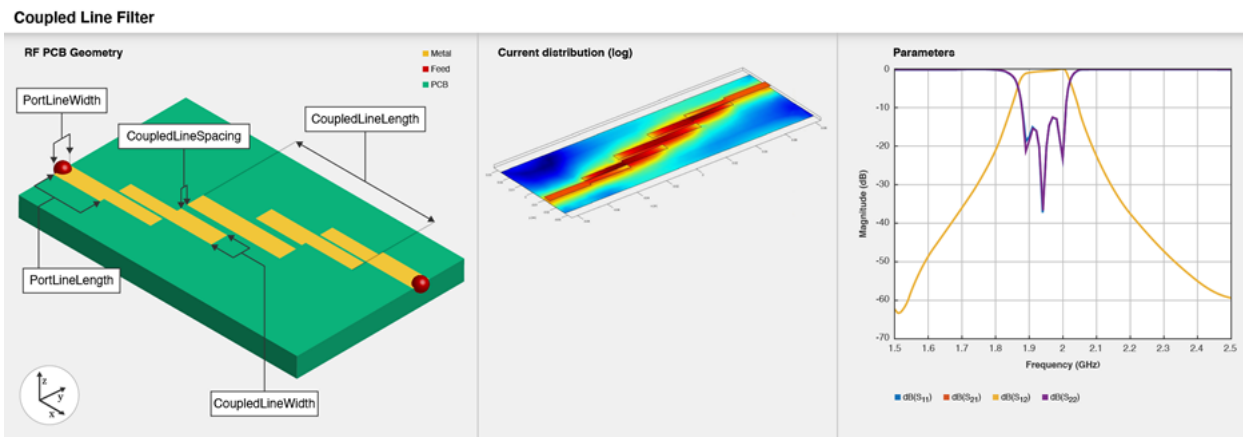 Coupled Line Filter
RF PCB Geometry
Metal
Feed
PCB
PortLineWidth
CoupledLineSpacing
CoupledLineLength
PortLineLength
CoupledLineWidth
z
y
x
Current distribution (log)
Parameters
Magnitude (dB)
0
-10
-20
-30
-40
-50
-60
-70
1.5 1.6 1.7 1.8 1.9 2 2.1 2.2 2.3 2.4 2.5
Frequency (GHz)
dB(S11) dB(S21) dB(S12) dB(S22)